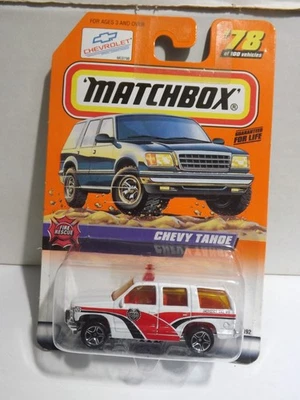 FOR AGES 3 AND OVER
CHEVROLET
78
of 100 vehicles
MATCHBOX®
GUARANTEED
FOR LIFE
CHEVY TAHOE
FIRE
RESCUE